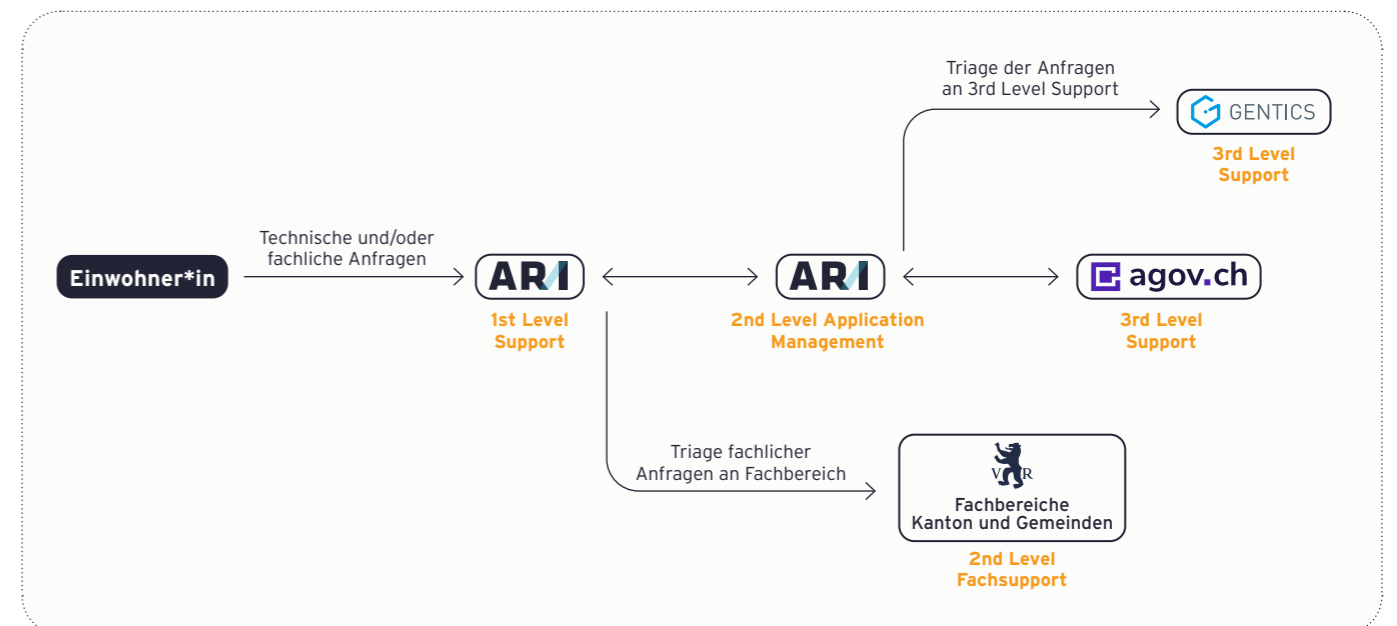 Triage der Anfragen
an 3rd Level Support
GENTICS
3rd Level
Support
Einwohner*in
Technische und/oder
fachliche Anfragen
ARI
1st Level
Support
ARI
2nd Level Application
Management
agov.ch
3rd Level
Support
Triage fachlicher
Anfragen an Fachbereich
V R
Fachbereiche
Kanton und Gemeinden
2nd Level
Fachsupport